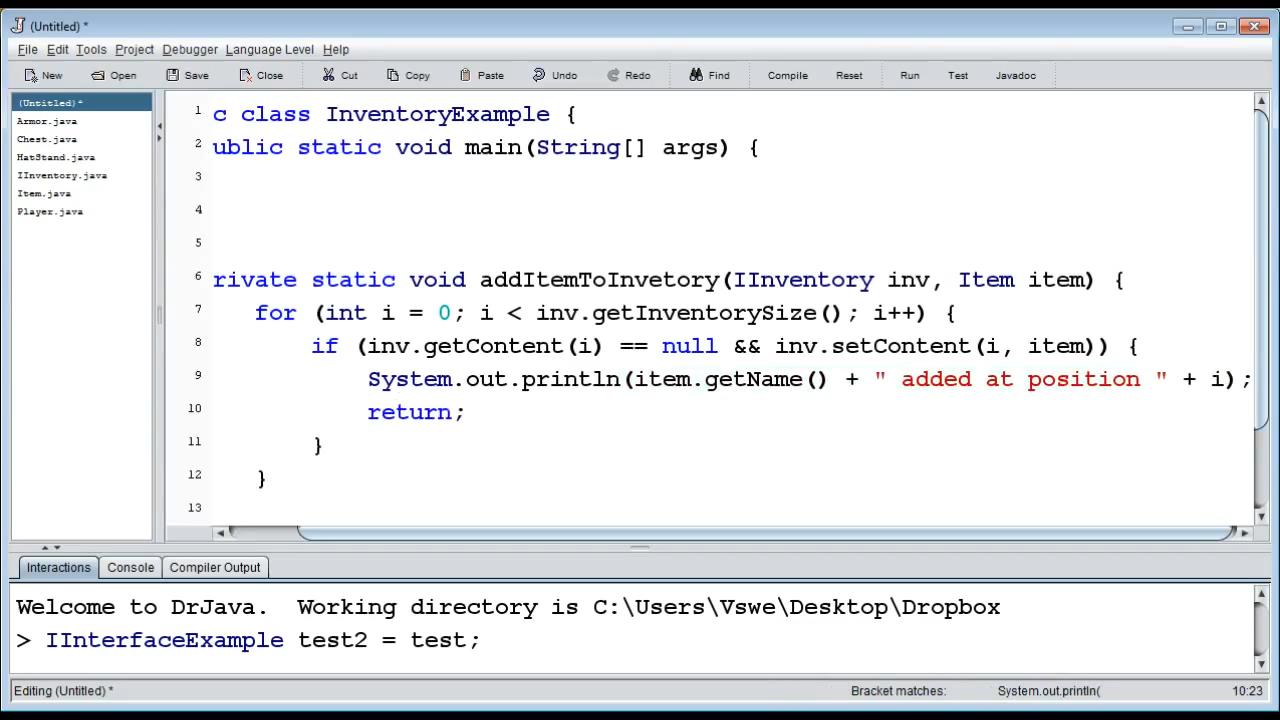 (Untitled) *
File Edit Tools Project Debugger Language Level Help
New Open Save Close Cut Copy Paste Undo Redo Find Compile Reset Run Test Javadoc
(Untitled)*
Armor.java
Chest.java
HatStand.java
IInventory.java
Item.java
Player.java
1 c class InventoryExample {
2 ublic static void main(String[] args) {
3
4
5
6 rivate static void addItemToInvetory(IInventory inv, Item item) {
7 for (int i = 0; i < inv.getInventorySize(); i++) {
8 if (inv.getContent(i) == null && inv.setContent(i, item)) {
9 System.out.println(item.getName() + " added at position " + i);
10 return;
11 }
12 }
13
Interactions Console Compiler Output
Welcome to DrJava. Working directory is C:\Users\Vswe\Desktop\Dropbox
> IInterfaceExample test2 = test;
Editing (Untitled) * Bracket matches: System.out.println( 10:23